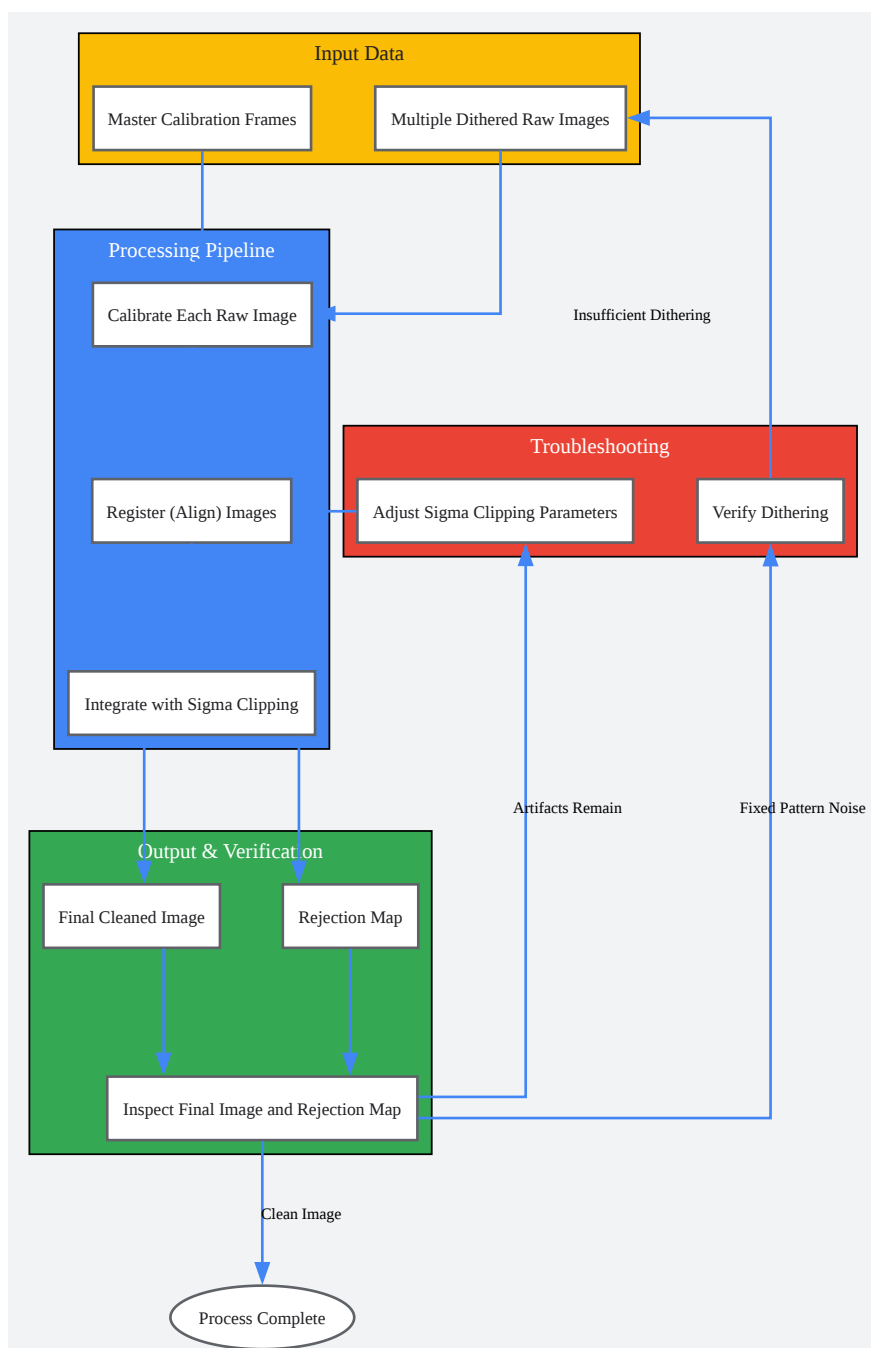 Input Data
Master Calibration Frames
Multiple Dithered Raw Images
Processing Pipeline
Calibrate Each Raw Image
Insufficient Dithering
Troubleshooting
Register (Align) Images
Adjust Sigma Clipping Parameters
Verify Dithering
Integrate with Sigma Clipping
Artifacts Remain
Fixed Pattern Noise
Output & Verification
Final Cleaned Image
Rejection Map
Inspect Final Image and Rejection Map
Clean Image
Process Complete